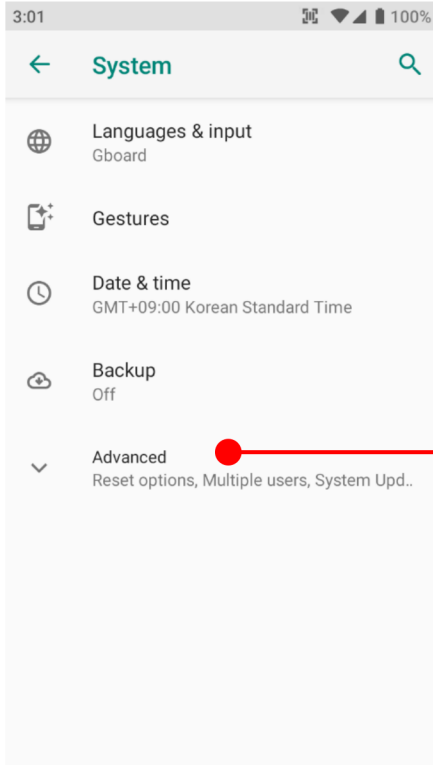 3:01 100%
System
Languages & input
Gboard
Gestures
Date & time
GMT+09:00 Korean Standard Time
Backup
Off
Advanced
Reset options, Multiple users, System Upd..